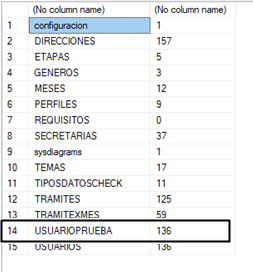 (No column name) (No column name)
1 configuracion 1
2 DIRECCIONES 157
3 ETAPAS 5
4 GENEROS 3
5 MESES 12
6 PERFILES 9
7 REQUISITOS 0
8 SECRETARIAS 37
9 sysdiagrams 1
10 TEMAS 17
11 TIPOSDATOSCHECK 11
12 TRAMITES 125
13 TRAMITEXMES 59
14 USUARIOPRUEBA 136
15 USUARIOS 136